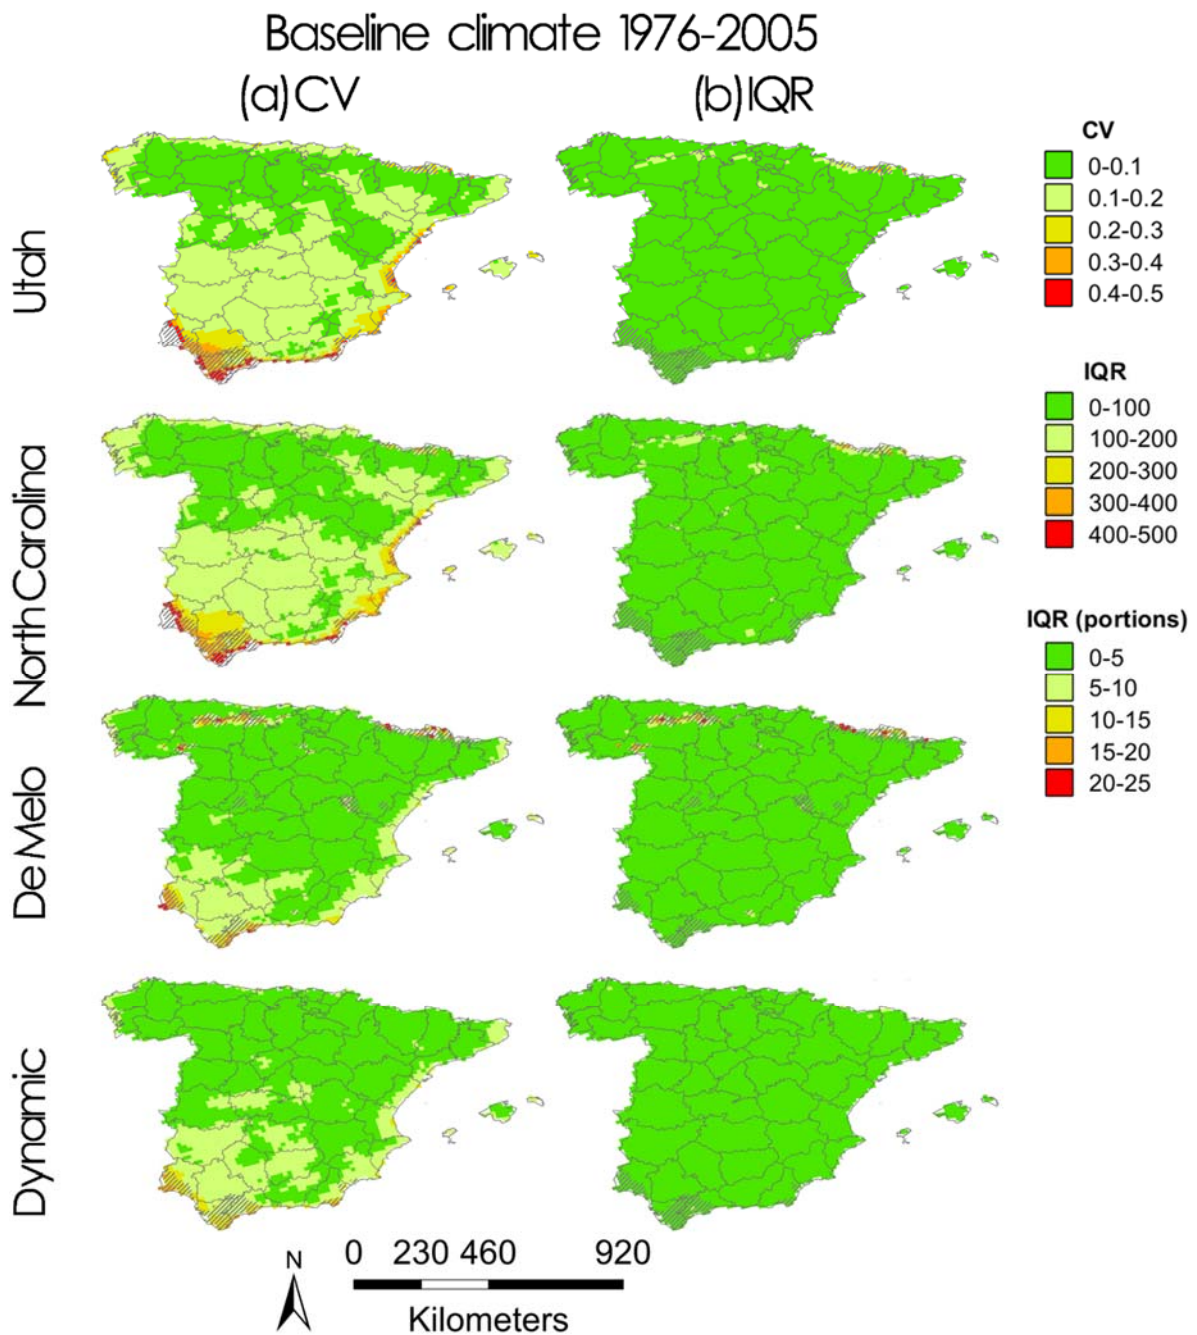 Baseline climate 1976-2005
(a)CV
(b)IQR
Utah
North Carolina
De Melo
Dynamic
CV
0-0.1
0.1-0.2
0.2-0.3
0.3-0.4
0.4-0.5
IQR
0-100
100-200
200-300
300-400
400-500
IQR (portions)
0-5
5-10
10-15
15-20
20-25
N
0 230 460 920
Kilometers